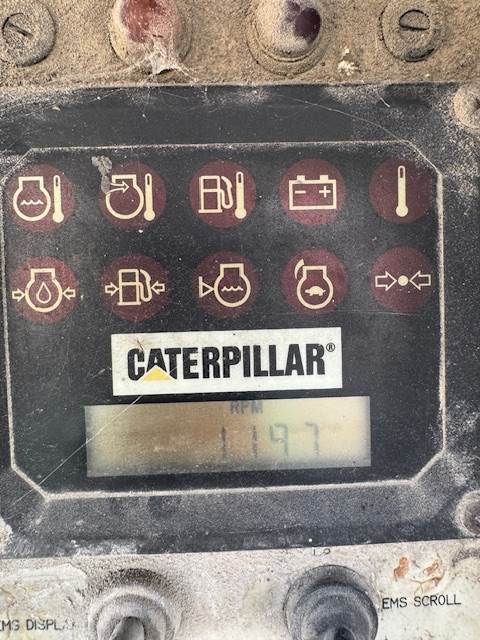 CATERPILLAR®
RPM
1197
EMS DISPLAY
EMS SCROLL